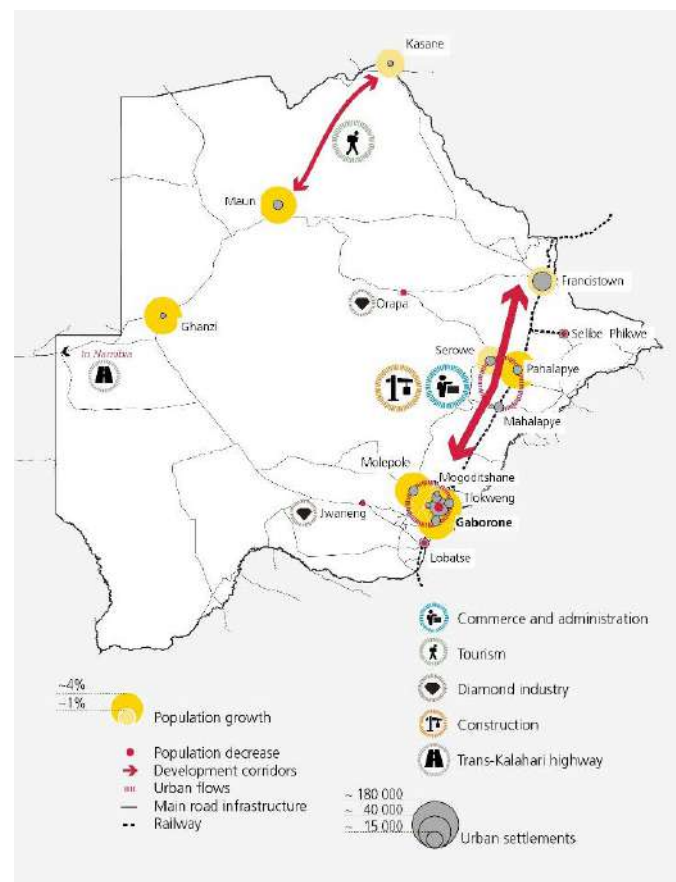 Kasane
Maun
Francistown
Orapa
Ghanzi
Selibe Phikwe
to Namibia
Serowe
Pahalapye
Mahalapye
Molepole
Mogoditshane
Tlokweng
Jwaneng
Gaborone
Lobatse
Commerce and administration
Tourism
~4%
Diamond industry
~1%
Population growth
Construction
Population decrease
Trans-Kalahari highway
Development corridors
Urban flows
Main road infrastructure
~ 180 000
Railway
~ 40 000
~ 15 000
Urban settlements